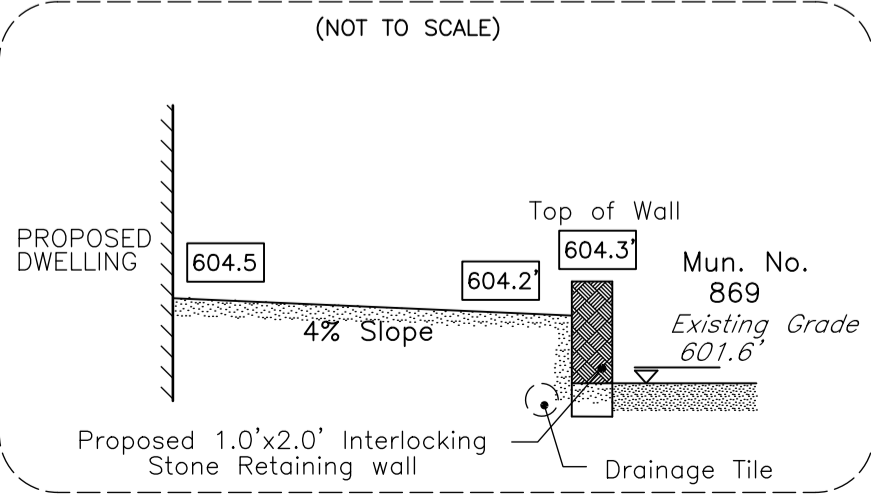 (NOT TO SCALE)
Top of Wall
PROPOSED
DWELLING
604.5
604.2'
604.3'
Mun. No.
869
Existing Grade
601.6'
4% Slope
Proposed 1.0'x2.0' Interlocking
Stone Retaining wall
Drainage Tile